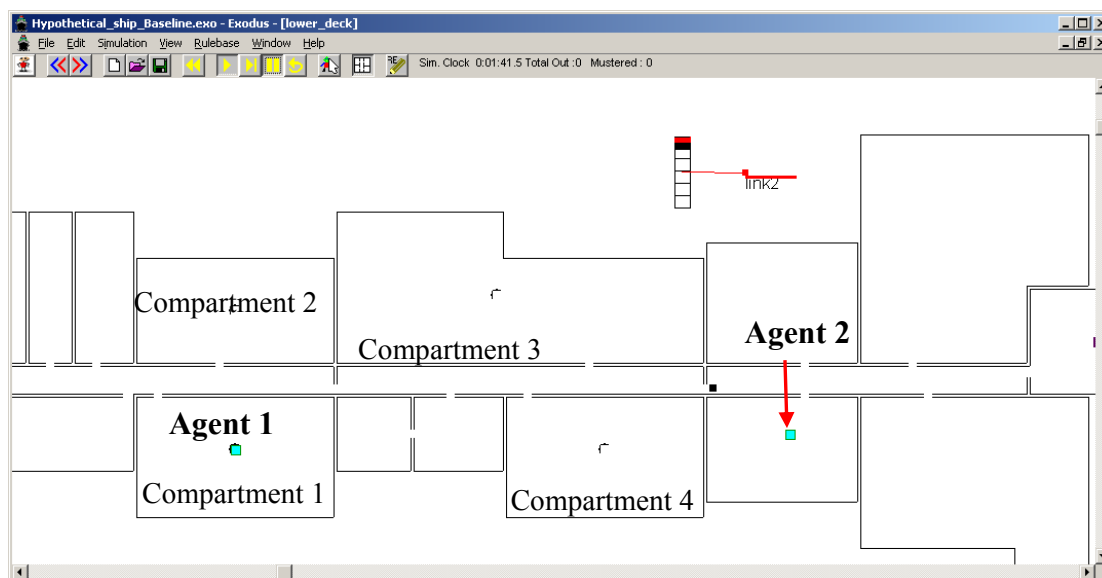 Hypothetical_ship_Baseline.exo - Exodus - [lower_deck]
File Edit Simulation View Rulebase Window Help
Sim. Clock 0:01:41.5 Total Out :0 Mustered : 0
link2
Compartment 2
Agent 2
Compartment 3
Agent 1
Compartment 1
Compartment 4